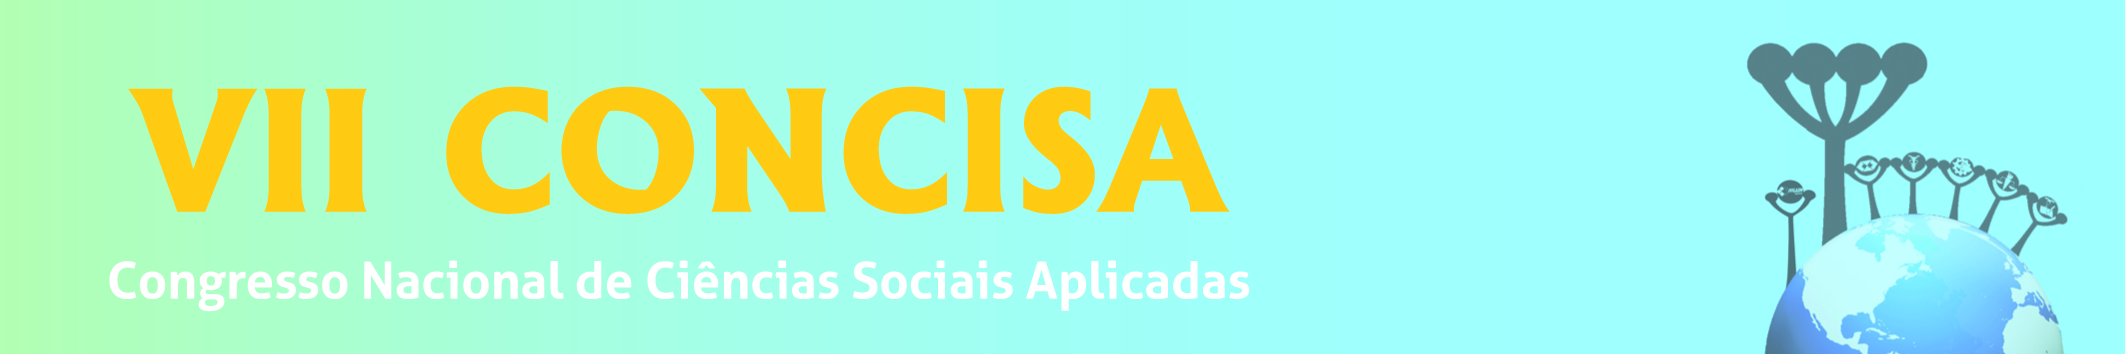 VII CONCISA
Congresso Nacional de Ciências Sociais Aplicadas